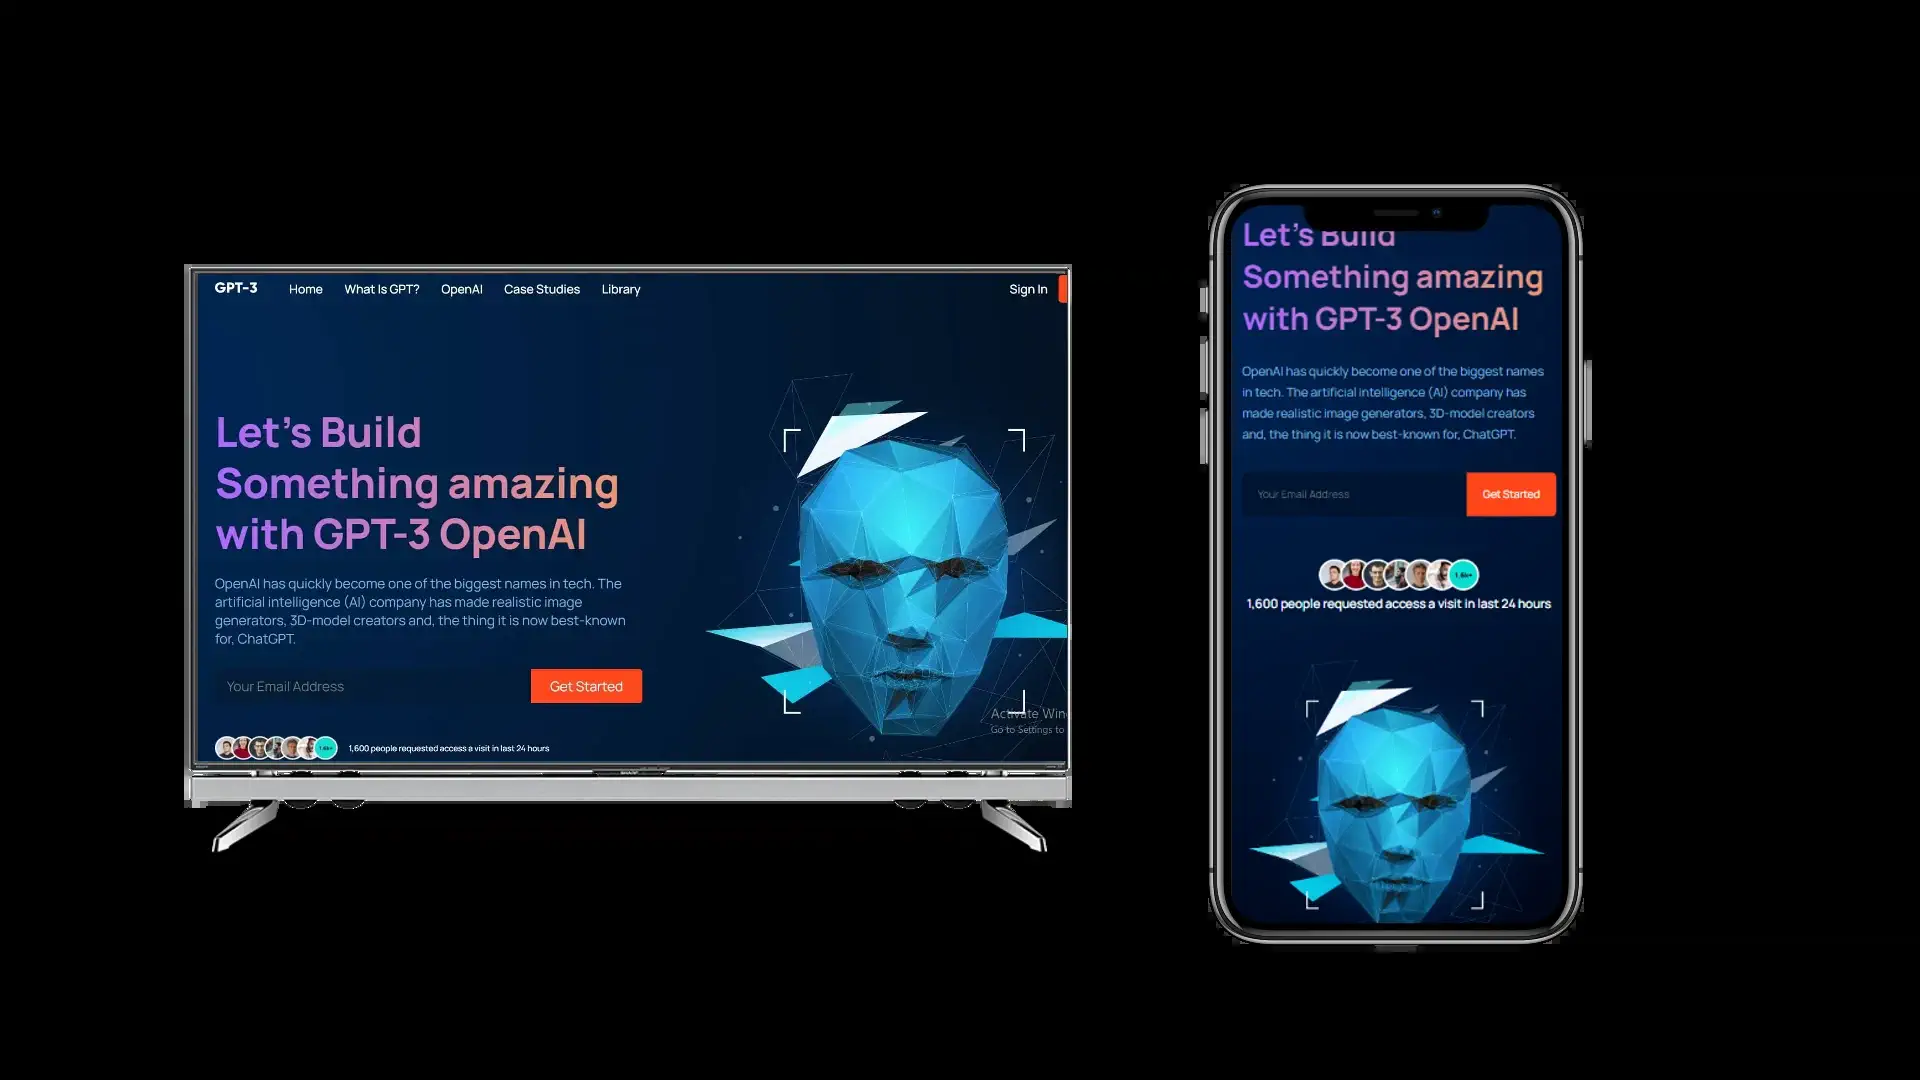 GPT-3 Home What Is GPT? OpenAI Case Studies Library Sign In
Let's Build
Something amazing
with GPT-3 OpenAI
OpenAI has quickly become one of the biggest names in tech. The
artificial intelligence (AI) company has made realistic image
generators, 3D-model creators and, the thing it is now best-known
for, ChatGPT.
Your Email Address Get Started
1,600 people requested access a visit in last 24 hours
Activate Win
Go to Settings to
SHARP
Let's Build
Something amazing
with GPT-3 OpenAI
OpenAI has quickly become one of the biggest names
in tech. The artificial intelligence (AI) company has
made realistic image generators, 3D-model creators
and, the thing it is now best-known for, ChatGPT.
Your Email Address Get Started
1.6k+
1,600 people requested access a visit in last 24 hours